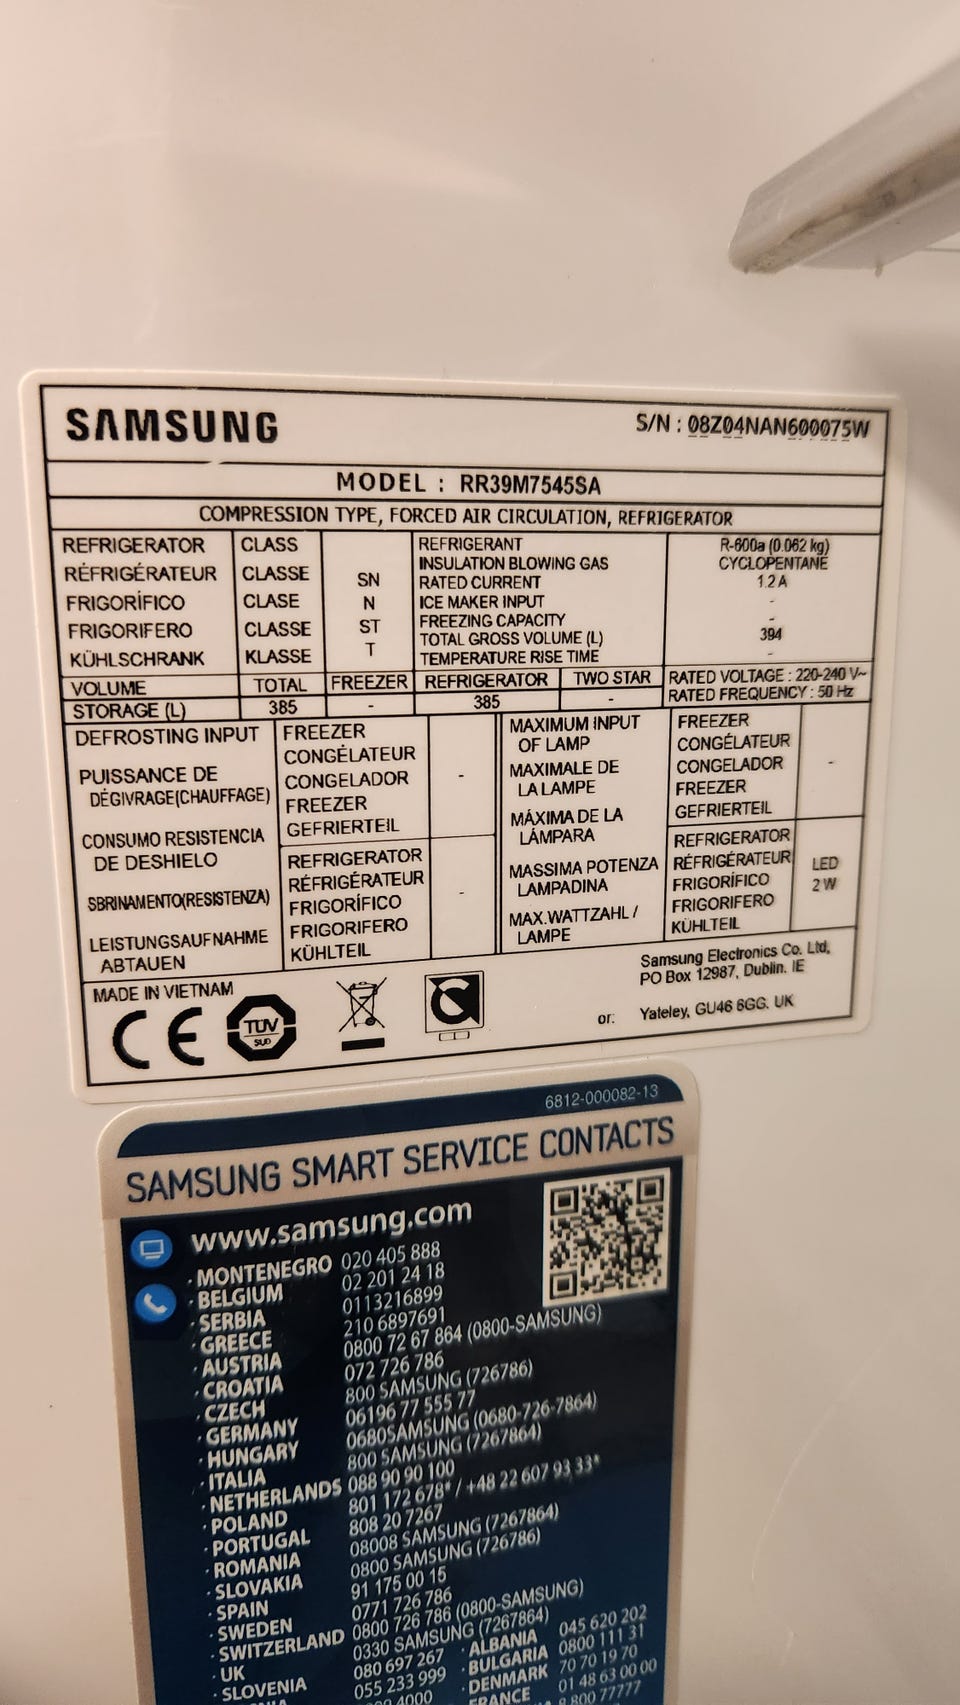 SAMSUNG
S/N : 08Z04NAN600075W
MODEL : RR39M7545SA
COMPRESSION TYPE, FORCED AIR CIRCULATION, REFRIGERATOR
REFRIGERATOR CLASS
RÉFRIGÉRATEUR CLASSE
FRIGORÍFICO CLASE
FRIGORIFERO CLASSE
KÜHLSCHRANK KLASSE
SN
N
ST
T
REFRIGERANT R-600a (0.062 kg)
INSULATION BLOWING GAS CYCLOPENTANE
RATED CURRENT 1.2 A
ICE MAKER INPUT -
FREEZING CAPACITY -
TOTAL GROSS VOLUME (L) 394
TEMPERATURE RISE TIME -
VOLUME TOTAL FREEZER REFRIGERATOR TWO STAR
STORAGE (L) 385 - 385 -
RATED VOLTAGE : 220-240 V~
RATED FREQUENCY : 50 Hz
DEFROSTING INPUT
PUISSANCE DE
DÉGIVRAGE(CHAUFFAGE)
CONSUMO RESISTENCIA
DE DESHIELO
SBRINAMENTO(RESISTENZA)
LEISTUNGSAUFNAHME
ABTAUEN
FREEZER
CONGÉLATEUR
CONGELADOR
FREEZER
GEFRIERTEIL
-
REFRIGERATOR
RÉFRIGÉRATEUR
FRIGORÍFICO
FRIGORIFERO
KÜHLTEIL
-
MAXIMUM INPUT
OF LAMP
MAXIMALE DE
LA LAMPE
MÁXIMA DE LA
LÁMPARA
MASSIMA POTENZA
LAMPADINA
MAX.WATTZAHL /
LAMPE
FREEZER
CONGÉLATEUR
CONGELADOR
FREEZER
GEFRIERTEIL
-
REFRIGERATOR
RÉFRIGÉRATEUR
FRIGORÍFICO
FRIGORIFERO
KÜHLTEIL
LED
2 W
MADE IN VIETNAM
CE
TÜV
SUD
Samsung Electronics Co. Ltd,
PO Box 12987, Dublin. IE
or: Yateley, GU46 6GG. UK
6812-000082-13
SAMSUNG SMART SERVICE CONTACTS
www.samsung.com
· MONTENEGRO 020 405 888
· BELGIUM 02 201 24 18
· SERBIA 0113216899
· GREECE 210 6897691
· AUSTRIA 0800 72 67 864 (0800-SAMSUNG)
· CROATIA 072 726 786
· CZECH 800 SAMSUNG (726786)
· GERMANY 06196 77 555 77
· HUNGARY 0680SAMSUNG (0680-726-7864)
· ITALIA 800 SAMSUNG (7267864)
· NETHERLANDS 088 90 90 100
· POLAND 801 172 678* / +48 22 607 93 33*
· PORTUGAL 808 20 7267
· ROMANIA 08008 SAMSUNG (7267864)
· SLOVAKIA 0800 SAMSUNG (726786)
· SPAIN 91 175 00 15
· SWEDEN 0771 726 786
· SWITZERLAND 0800 726 786 (0800-SAMSUNG)
· UK 0330 SAMSUNG (7267864)
· SLOVENIA 080 697 267
055 233 999
4000
· ALBANIA 045 620 202
· BULGARIA 0800 111 31
· DENMARK 70 70 19 70
FRANCE 01 48 63 00 00
800 77777